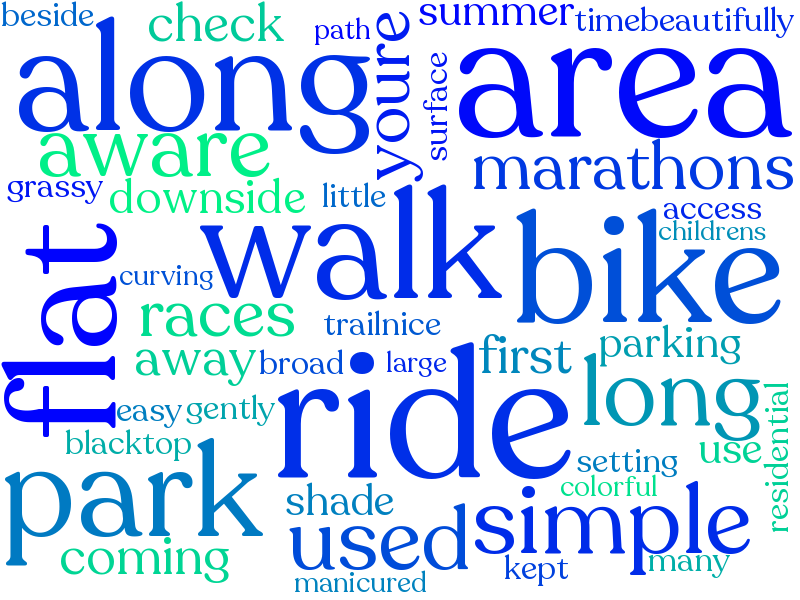 beside
check
path
summer
timebeautifully
along
youre
surface
area
aware
marathons
grassy
downside
little
access
childrens
flat
walk
bike
curving
races
trailnice
away
broad
large
first
parking
ride
long
easy
gently
residential
blacktop
use
park
setting
colorful
shade
simple
used
coming
kept
many
manicured